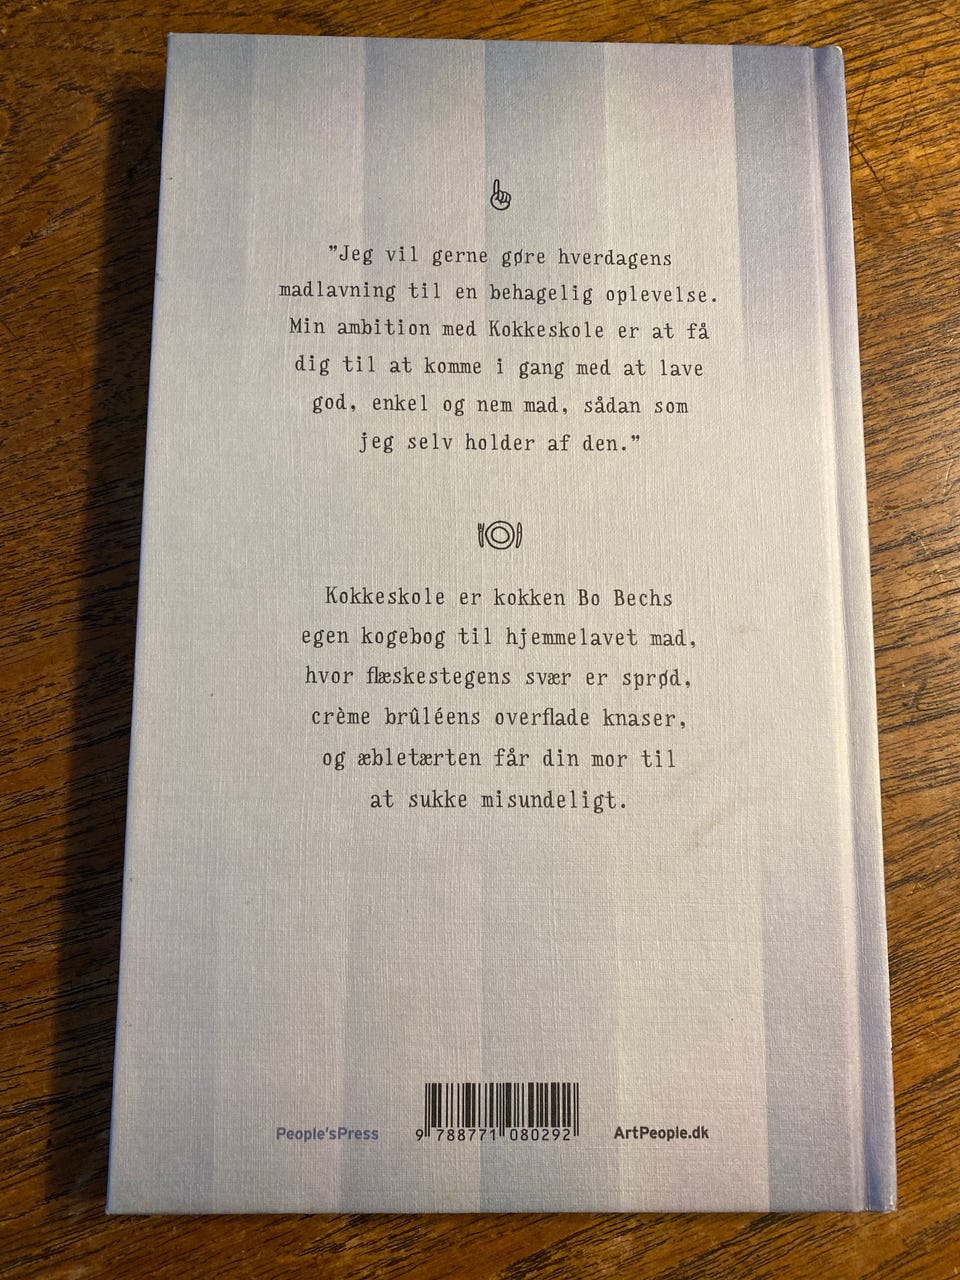 ”Jeg vil gerne gøre hverdagens
madlavning til en behagelig oplevelse.
Min ambition med Kokkeskole er at få
dig til at komme i gang med at lave
god, enkel og nem mad, sådan som
jeg selv holder af den.”
Kokkeskole er kokken Bo Bechs
egen kogebog til hjemmelavet mad,
hvor flæskestegens svær er sprød,
crème brûléens overflade knaser,
og æbletærten får din mor til
at sukke misundeligt.
People'sPress
9 788771 080292
ArtPeople.dk